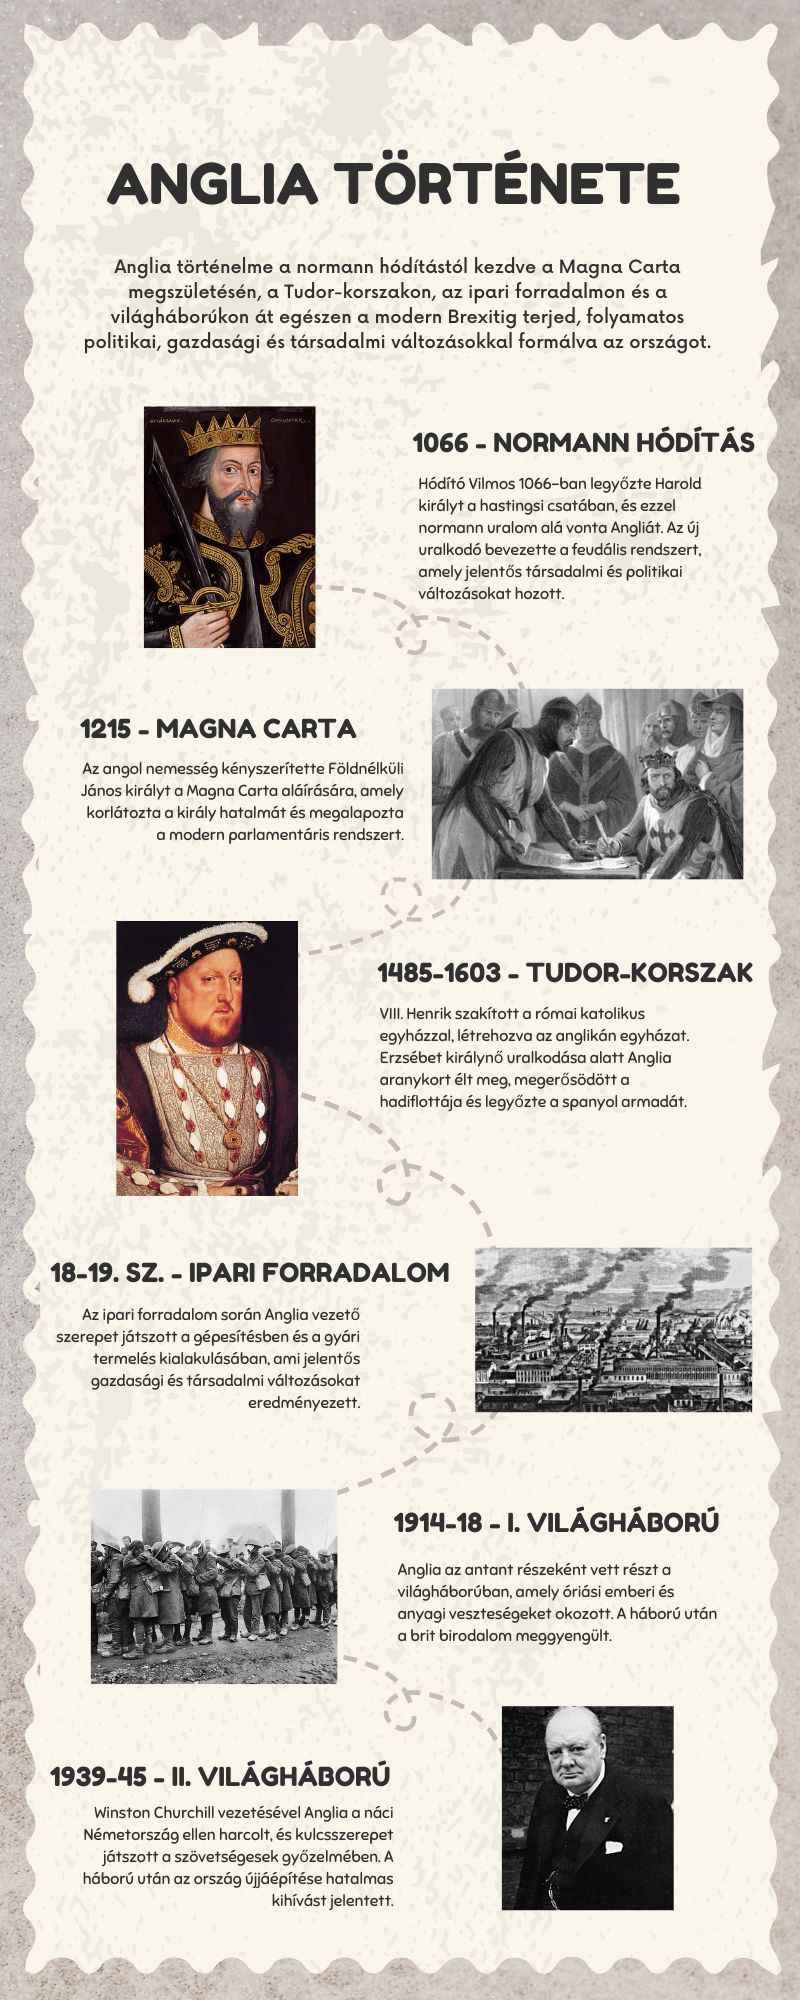 ANGLIA TÖRTÉNETE
Anglia történelme a normann hódítástól kezdve a Magna Carta
megszületésén, a Tudor-korszakon, az ipari forradalmon és a
világháborúkon át egészen a modern Brexitig terjed, folyamatos
politikai, gazdasági és társadalmi változásokkal formálva az országot.
1066 - NORMANN HÓDÍTÁS
Hódító Vilmos 1066-ban legyőzte Harold
királyt a hastingsi csatában, és ezzel
normann uralom alá vonta Angliát. Az új
uralkodó bevezette a feudális rendszert,
amely jelentős társadalmi és politikai
változásokat hozott.
1215 - MAGNA CARTA
Az angol nemesség kényszerítette Földnélküli
János királyt a Magna Carta aláírására, amely
korlátozta a király hatalmát és megalapozta
a modern parlamentáris rendszert.
1485-1603 - TUDOR-KORSZAK
VIII. Henrik szakított a római katolikus
egyházzal, létrehozva az anglikán egyházat.
Erzsébet királynő uralkodása alatt Anglia
aranykort élt meg, megerősödött a
hadiflottája és legyőzte a spanyol armadát.
18-19. SZ. - IPARI FORRADALOM
Az ipari forradalom során Anglia vezető
szerepet játszott a gépesítésben és a gyári
termelés kialakulásában, ami jelentős
gazdasági és társadalmi változásokat
eredményezett.
1914-18 - I. VILÁGHÁBORÚ
Anglia az antant részeként vett részt a
világháborúban, amely óriási emberi és
anyagi veszteségeket okozott. A háború után
a brit birodalom meggyengült.
1939-45 - II. VILÁGHÁBORÚ
Winston Churchill vezetésével Anglia a náci
Németország ellen harcolt, és kulcsszerepet
játszott a szövetségesek győzelmében. A
háború után az ország újjáépítése hatalmas
kihívást jelentett.